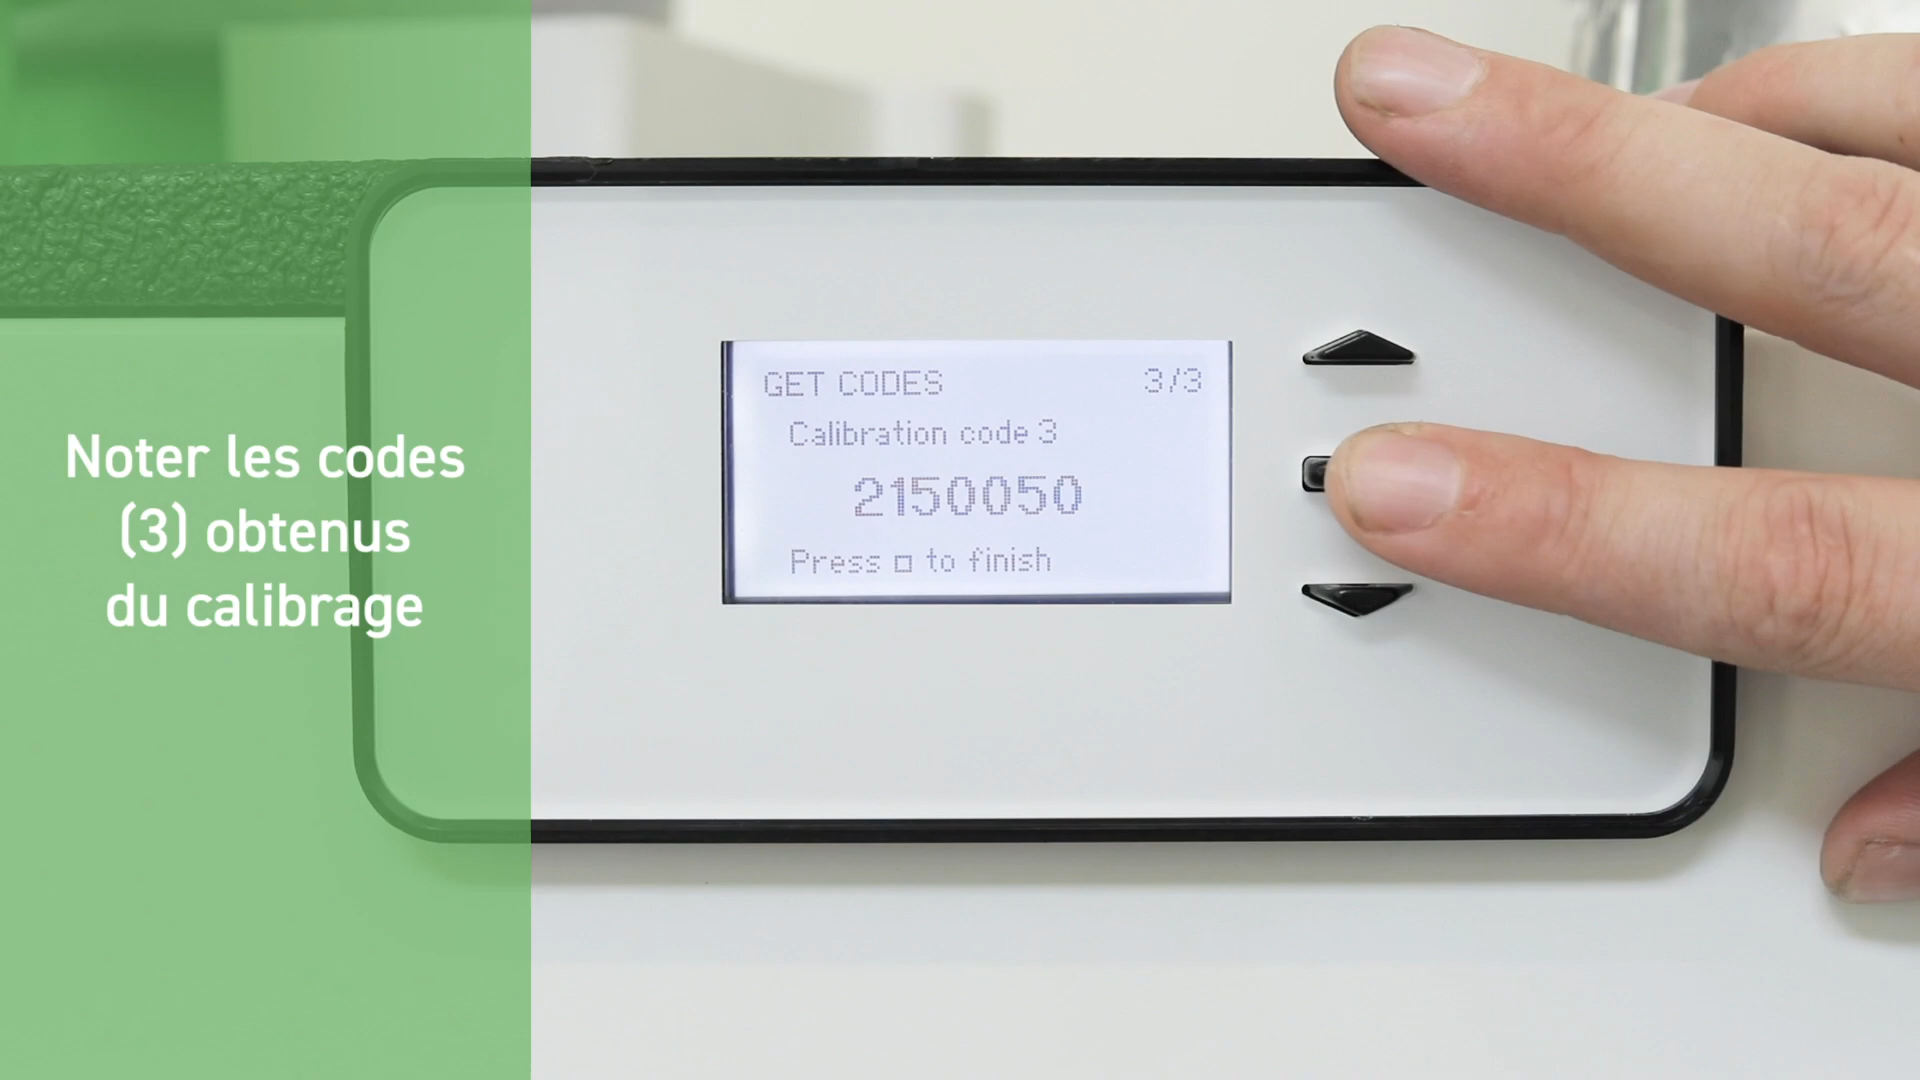 Noter les codes
(3) obtenus
du calibrage
GET CODES 3/3
Calibration code 3
2150050
Press □ to finish